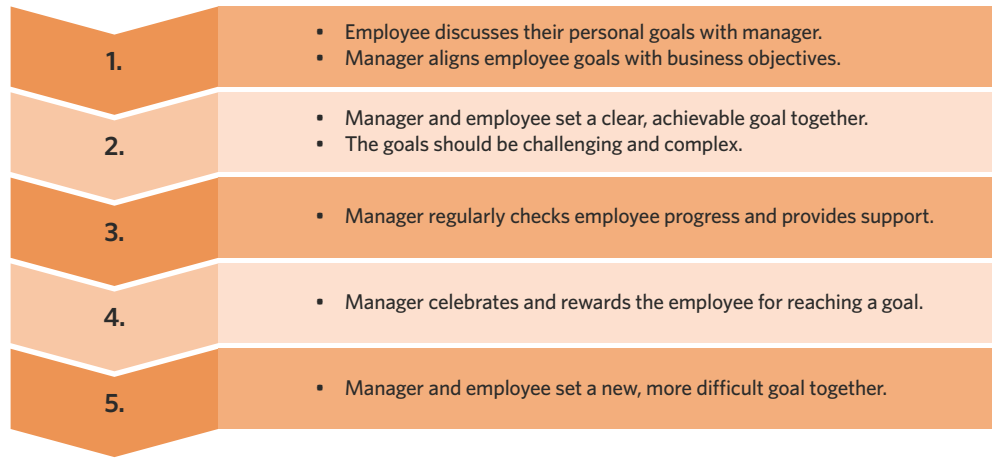 1.
• Employee discusses their personal goals with manager.
• Manager aligns employee goals with business objectives.
2.
• Manager and employee set a clear, achievable goal together.
• The goals should be challenging and complex.
3.
• Manager regularly checks employee progress and provides support.
4.
• Manager celebrates and rewards the employee for reaching a goal.
5.
• Manager and employee set a new, more difficult goal together.